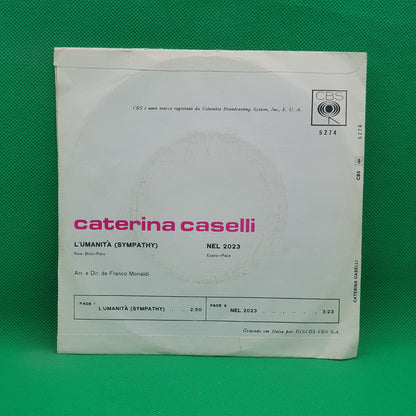 CBS
5274
CBS é uma marca registada da Columbia Broadcasting System, Inc., E. U. A.
CBS 5274
CATERINA CASELLI
caterina caselli
L'UMANITÀ (SYMPATHY)
NEL 2023
Evans—Pace
Arr. e Dir. de Franco Monaldi
FACE 1
L'UMANITÀ (SYMPATHY) . . 2:50
FACE 2
NEL 2023 . . . . . . 3:23
Gravado em Itália por DISCOS CBS S.A.